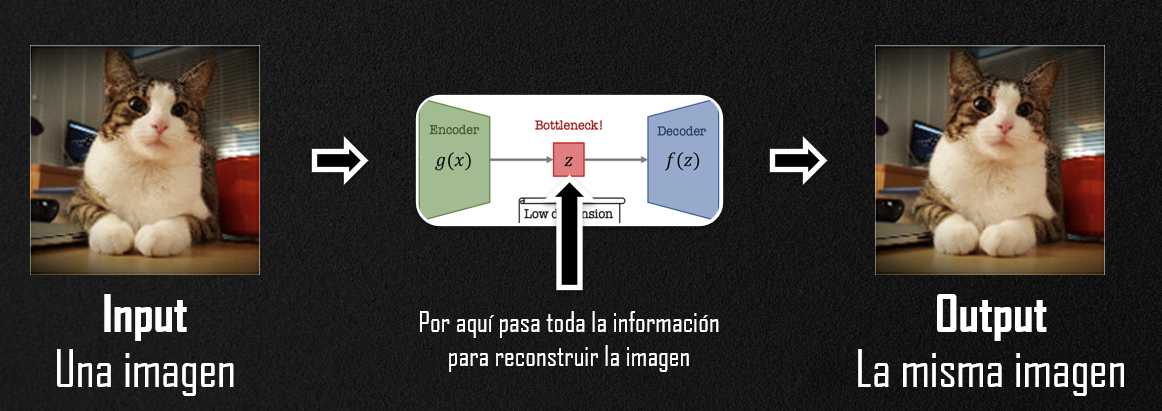 Encoder
g(x)
Bottleneck!
z
Decoder
f(z)
Low d nsion
Por aquí pasa toda la información
para reconstruir la imagen
Input
Una imagen
Output
La misma imagen